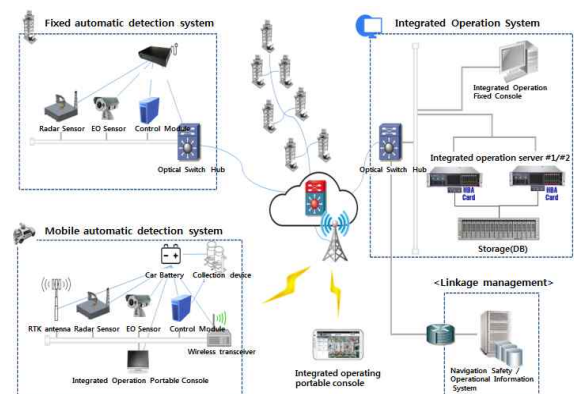 Fixed automatic detection system
Radar Sensor
EO Sensor
Control Module
Optical Switch Hub
Integrated Operation System
Integrated Operation
Fixed Console
Optical Switch Hub
Integrated operation server #1/#2
HBA
Card
HBA
Card
Storage(DB)
Mobile automatic detection system
Car Battery
Collection device
RTK antenna
Radar Sensor
EO Sensor
Control Module
Wireless transceiver
Integrated Operation Portable Console
Integrated operating
portable console
<Linkage management>
Navigation Safety /
Operational Information
System